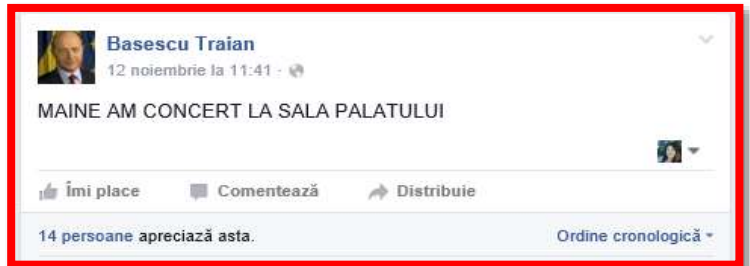 Basescu Traian
12 noiembrie la 11:41 ·
MAINE AM CONCERT LA SALA PALATULUI
Îmi place Comentează Distribuie
14 persoane apreciază asta. Ordine cronologică